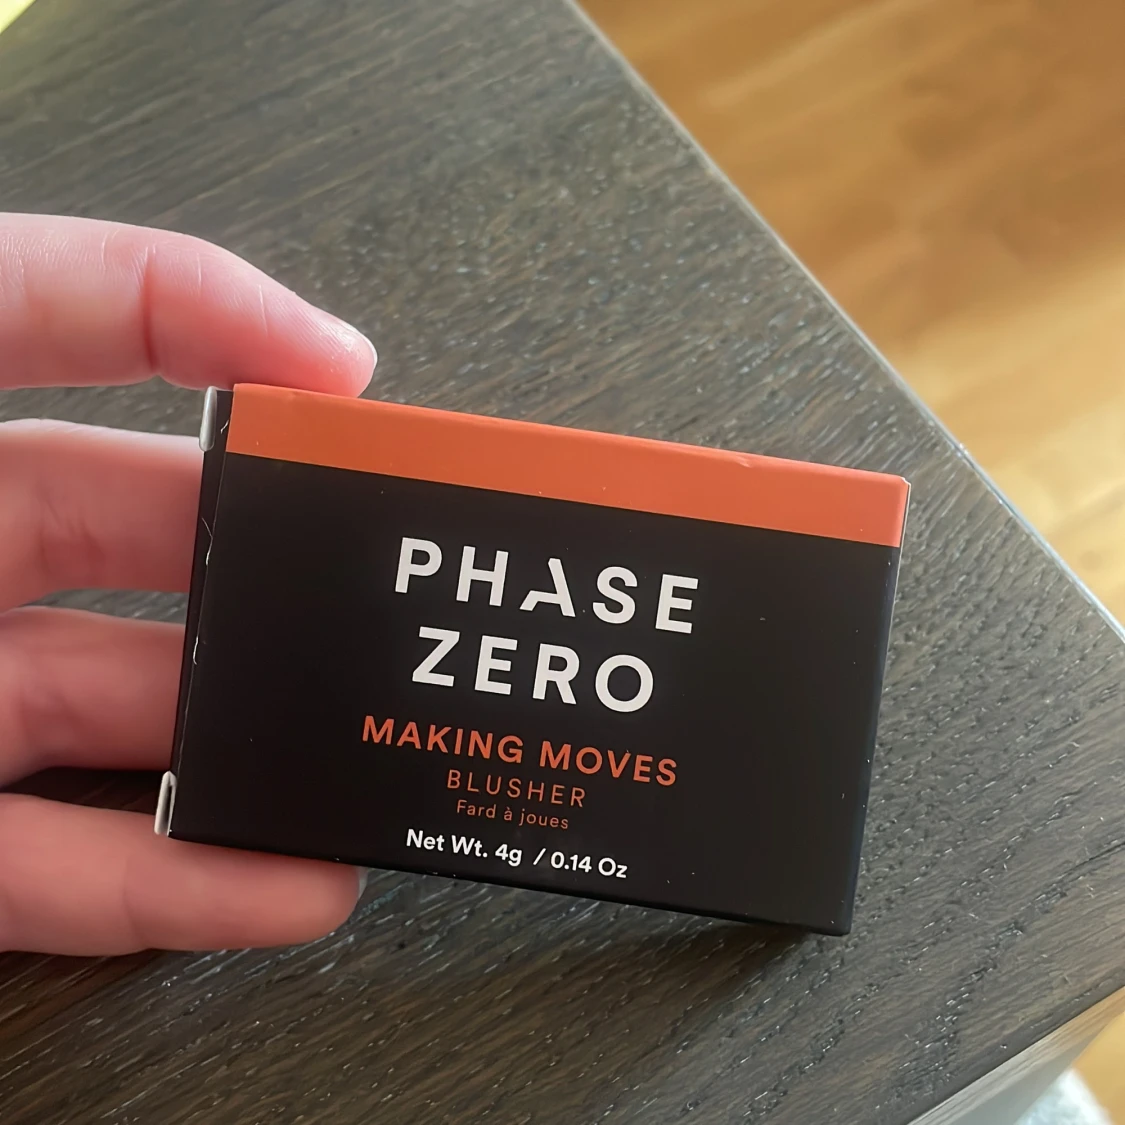 PHASE
ZERO
MAKING MOVES
BLUSHER
Fard à joues
Net Wt. 4g / 0.14 Oz